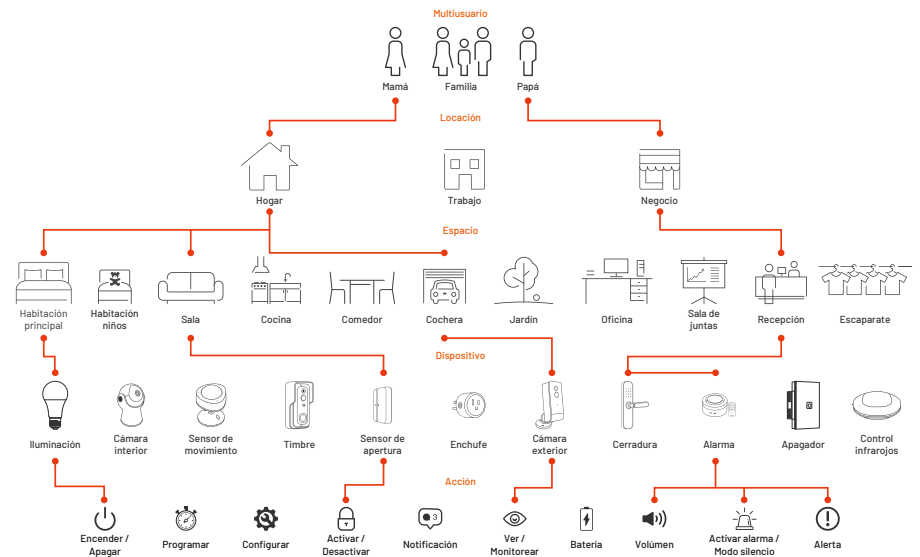 Multiusuario
Mamá
Familia
Papá
Locación
Hogar
Trabajo
Negocio
Espacio
Habitación
principal
Habitación
niños
Sala
Cocina
Comedor
Cochera
Jardín
Oficina
Sala de
juntas
Recepción
Escaparate
Dispositivo
Iluminación
Cámara
interior
Sensor de
movimiento
Timbre
Sensor de
apertura
Enchufe
Cámara
exterior
Cerradura
Alarma
Apagador
Control
infrarojos
Acción
3
Encender /
Apagar
Programar
Configurar
Activar /
Desactivar
Notificación
Ver /
Monitorear
Batería
Volúmen
Activar alarma /
Modo silencio
Alerta